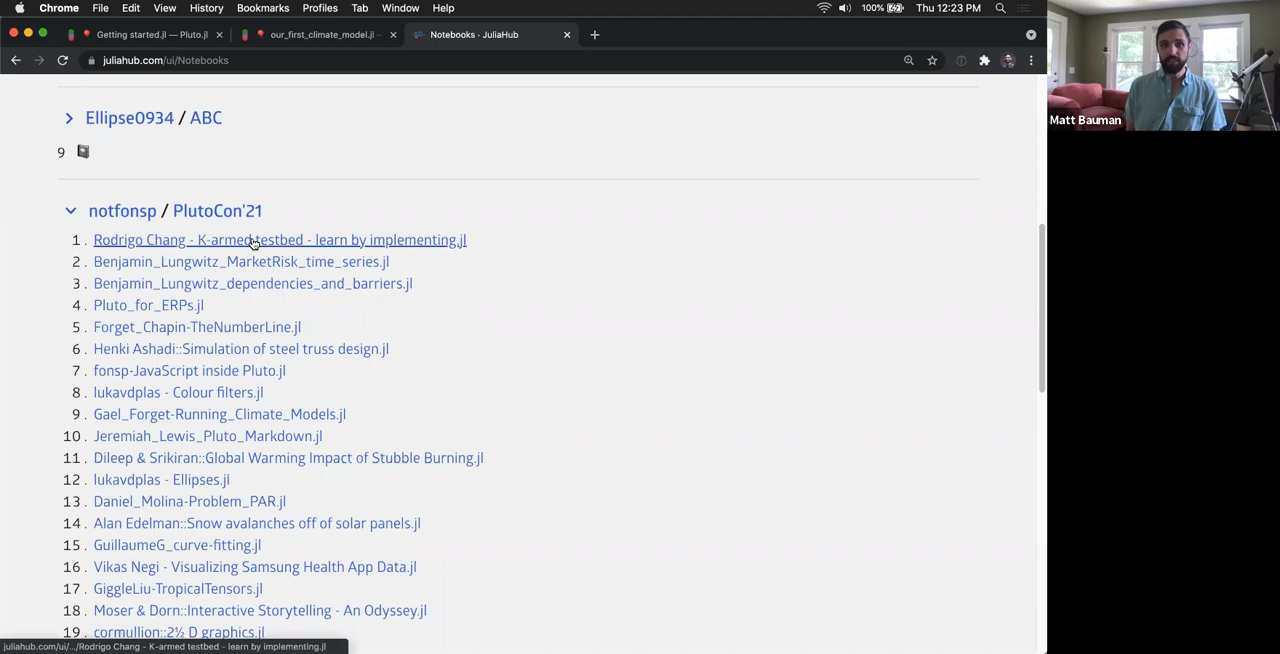 Chrome File Edit View History Bookmarks Profiles Tab Window Help 100% Thu 12:23 PM
Getting started.jl — Pluto.jl our_first_climate_model.jl – Notebooks · JuliaHub
juliahub.com/ui/Notebooks
Matt Bauman
Ellipse0934 / ABC
9
notfonsp / PlutoCon'21
1. Rodrigo Chang - K-armed testbed - learn by implementing.jl
2. Benjamin_Lungwitz_MarketRisk_time_series.jl
3. Benjamin_Lungwitz_dependencies_and_barriers.jl
4. Pluto_for_ERPs.jl
5. Forget_Chapin-TheNumberLine.jl
6. Henki Ashadi::Simulation of steel truss design.jl
7. fonsp-JavaScript inside Pluto.jl
8. lukavdplas - Colour filters.jl
9. Gael_Forget-Running_Climate_Models.jl
10. Jeremiah_Lewis_Pluto_Markdown.jl
11. Dileep & Srikiran::Global Warming Impact of Stubble Burning.jl
12. lukavdplas - Ellipses.jl
13. Daniel_Molina-Problem_PAR.jl
14. Alan Edelman::Snow avalanches off of solar panels.jl
15. GuillaumeG_curve-fitting.jl
16. Vikas Negi - Visualizing Samsung Health App Data.jl
17. GiggleLiu-TropicalTensors.jl
18. Moser & Dorn::Interactive Storytelling - An Odyssey.jl
19. cormullion::2½ D graphics.jl
juliahub.com/ui/.../Rodrigo Chang - K-armed testbed - learn by implementing.jl